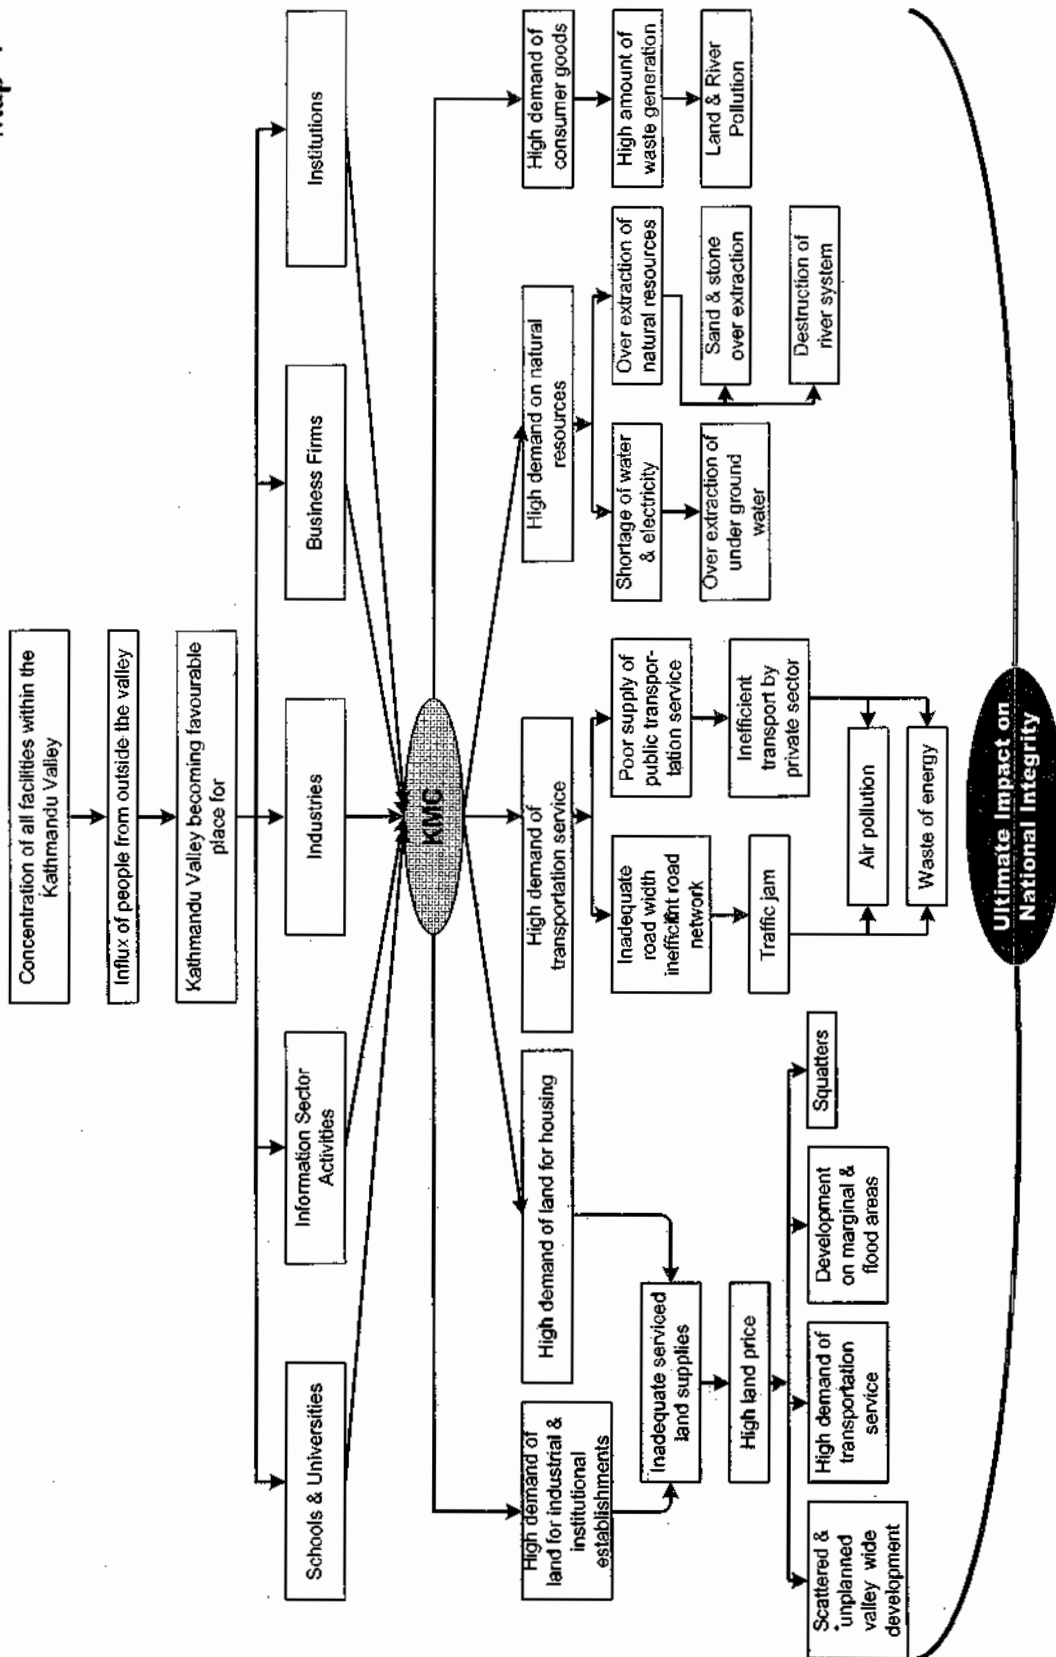 Map
Concentration of all facilities within the
Kathmandu Valley
Influx of people from outside the valley
Kathmandu Valley becoming favourable
place for
Schools & Universities
Information Sector
Activities
Industries
Business Firms
Institutions
KMC
High demand of
land for industrial &
institutional
establishments
High demand of land for housing
High demand of
transportation service
High demand on natural
resources
High demand of
consumer goods
Inadequate serviced
land supplies
High land price
Scattered &
unplanned
valley wide
development
High demand of
transportation
service
Development
on marginal &
flood areas
Squatters
Inadequate
road width
inefficint road
network
Traffic jam
Poor supply of
public transpor-
tation service
Inefficient
transport by
private sector
Air pollution
Waste of energy
Shortage of water
& electricity
Over extraction of
under ground
water
Over extraction of
natural resources
Sand & stone
over extraction
Destruction of
river system
High amount of
waste generation
Land & River
Pollution
Ultimate Impact on
National Integrity